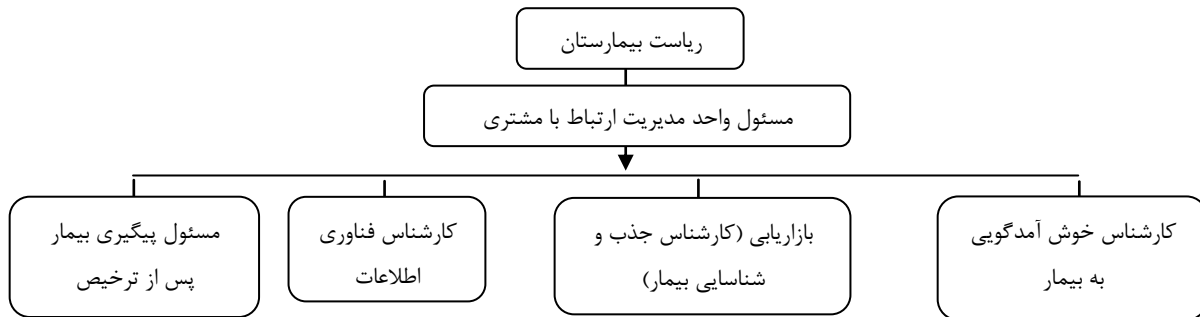 ریاست بیمارستان
مسئول واحد مدیریت ارتباط با مشتری
کارشناس خوش آمدگویی
به بیمار
بازاریابی (کارشناس جذب و
شناسایی بیمار)
کارشناس فناوری
اطلاعات
مسئول پیگیری بیمار
پس از ترخیص